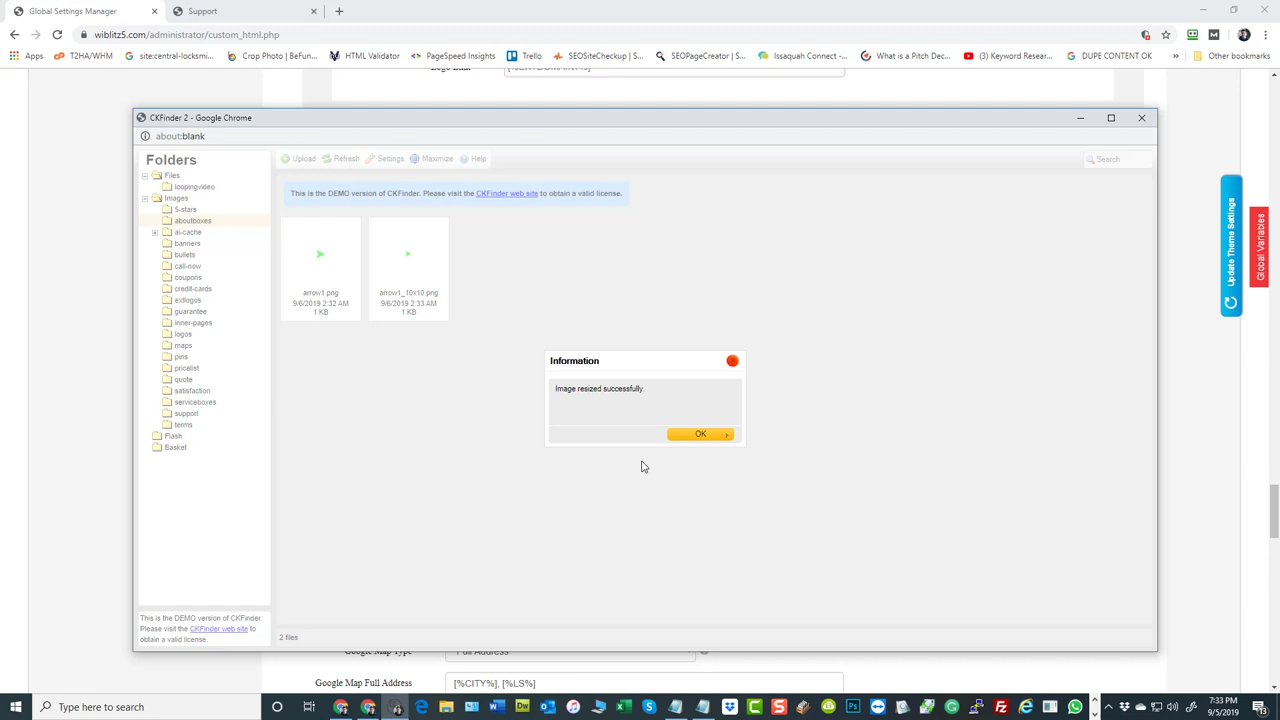 Global Settings Manager
Support
wiblitz5.com/administrator/custom_html.php
Apps
T2HA/WHM
site:central-locksmi...
Crop Photo | BeFun...
HTML Validator
PageSpeed Insights
Trello
SEOSiteCheckup | S...
SEOPageCreator | S...
Issaquah Connect -...
What is a Pitch Dec...
(3) Keyword Resear...
DUPE CONTENT OK
»
Other bookmarks
CKFinder 2 - Google Chrome
about:blank
Folders
Upload
Refresh
Settings
Maximize
Help
Search
This is the DEMO version of CKFinder. Please visit the CKFinder web site to obtain a valid license.
Files
loopingvideo
Images
5-stars
aboutboxes
ai-cache
banners
bullets
call-now
coupons
credit-cards
extlogos
guarantee
inner-pages
logos
maps
pins
pricelist
quote
satisfaction
serviceboxes
support
terms
Flash
Basket
arrow1.png
9/6/2019 2:32 AM
1 KB
arrow1_10x10.png
9/6/2019 2:33 AM
1 KB
Information
Image resized successfully.
OK
Update Theme Settings
Global Variables
This is the DEMO version of CKFinder.
Please visit the CKFinder web site to
obtain a valid license.
2 files
Google Map Type
Full Address
Google Map Full Address
[%CITY%], [%LS%]
Type here to search
7:33 PM
9/5/2019